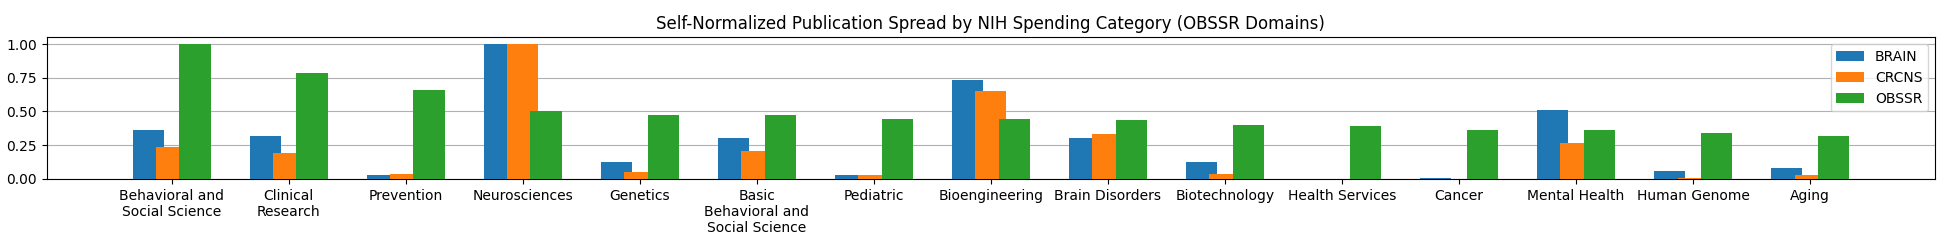 Self-Normalized Publication Spread by NIH Spending Category (OBSSR Domains)
1.00
0.75
0.50
0.25
0.00
BRAIN
CRCNS
OBSSR
Behavioral and
Social Science
Clinical
Research
Prevention
Neurosciences
Genetics
Basic
Behavioral and
Social Science
Pediatric
Bioengineering
Brain Disorders
Biotechnology
Health Services
Cancer
Mental Health
Human Genome
Aging